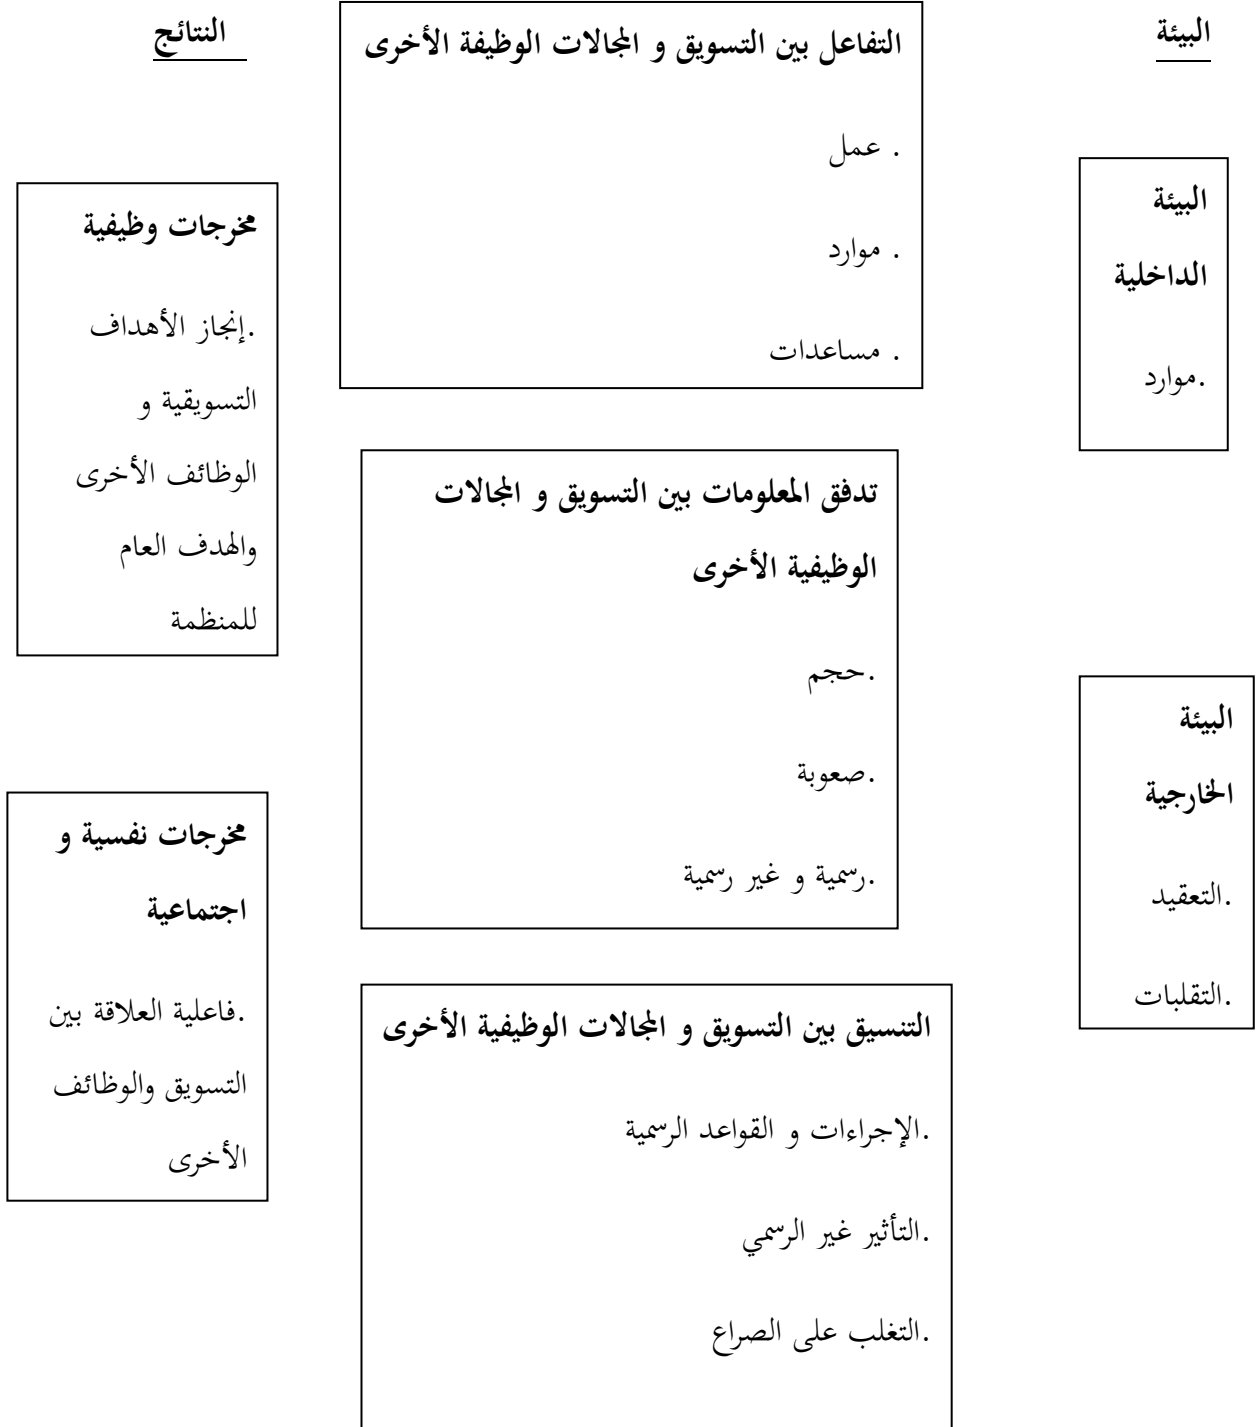 البيئة
البيئة
الداخلية
.موارد
البيئة
الخارجية
.التعقيد
.التقلبات
التفاعل بين التسويق و المجالات الوظيفة الأخرى
. عمل
. موارد
. مساعدات
تدفق المعلومات بين التسويق و المجالات
الوظيفية الأخرى
.حجم
.صعوبة
.رسمية و غير رسمية
التنسيق بين التسويق و المجالات الوظيفية الأخرى
.الإجراءات و القواعد الرسمية
.التأثير غير الرسمي
.التغلب على الصراع
النتائج
مخرجات وظيفية
.إنجاز الأهداف
التسويقية و
الوظائف الأخرى
والهدف العام
للمنظمة
مخرجات نفسية و
اجتماعية
.فاعلية العلاقة بين
التسويق والوظائف
الأخرى